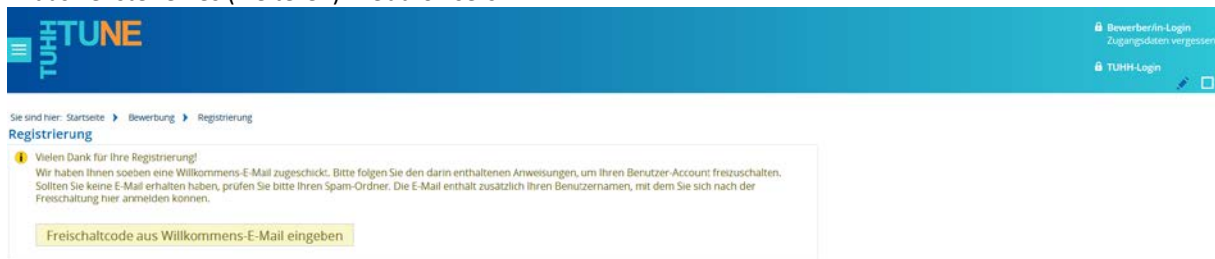 TUHH TUNE
Bewerber/in-Login
Zugangsdaten vergessen
TUHH-Login
Sie sind hier: Startseite Bewerbung Registrierung
Registrierung
Vielen Dank für Ihre Registrierung!
Wir haben Ihnen soeben eine Willkommens-E-Mail zugeschickt. Bitte folgen Sie den darin enthaltenen Anweisungen, um Ihren Benutzer-Account freizuschalten.
Sollten Sie keine E-Mail erhalten haben, prüfen Sie bitte Ihren Spam-Ordner. Die E-Mail enthält zusätzlich Ihren Benutzernamen, mit dem Sie sich nach der
Freischaltung hier anmelden können.
Freischaltcode aus Willkommens-E-Mail eingeben